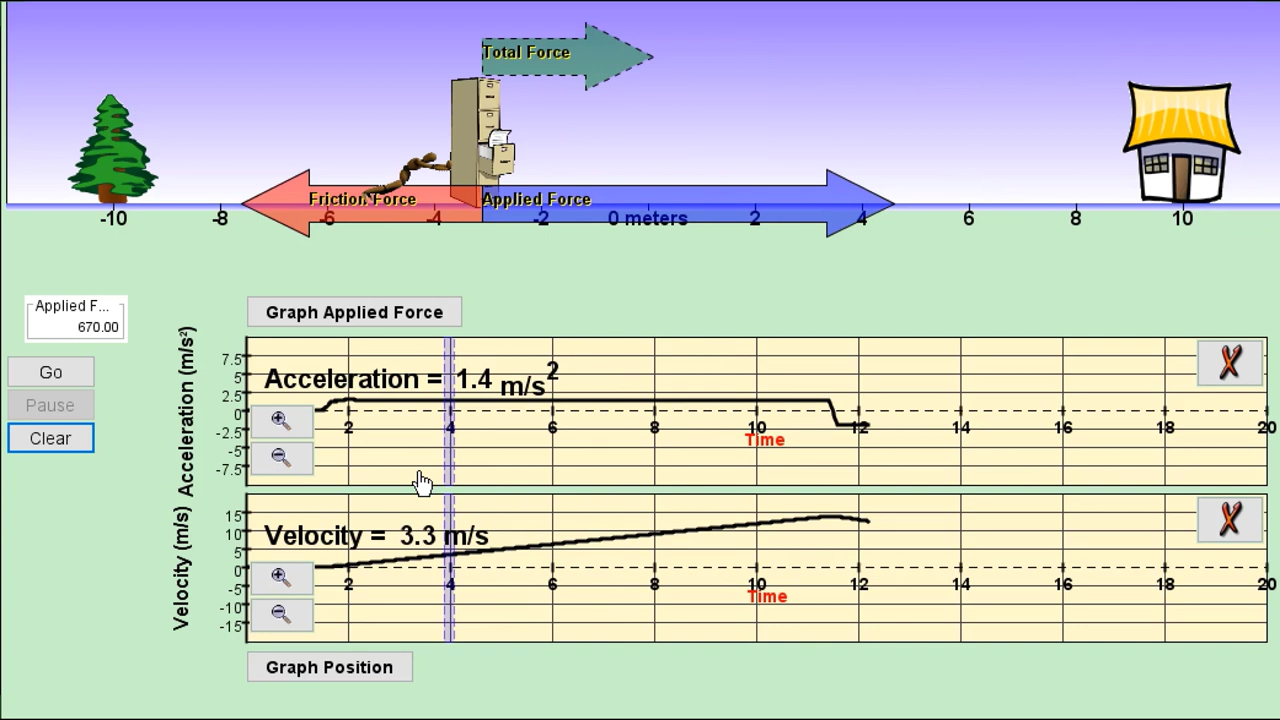 Total Force
Friction Force
Applied Force
-10
-8
-6
-4
-2
0 meters
2
4
6
8
10
Applied F...
670.00
Go
Pause
Clear
Graph Applied Force
Acceleration (m/s²)
7.5
5
2.5
0
-2.5
-5
-7.5
Acceleration = 1.4 m/s²
2
4
6
8
10
12
14
16
18
20
Time
Velocity (m/s)
15
10
5
0
-5
-10
-15
Velocity = 3.3 m/s
2
4
6
8
10
12
14
16
18
20
Time
Graph Position